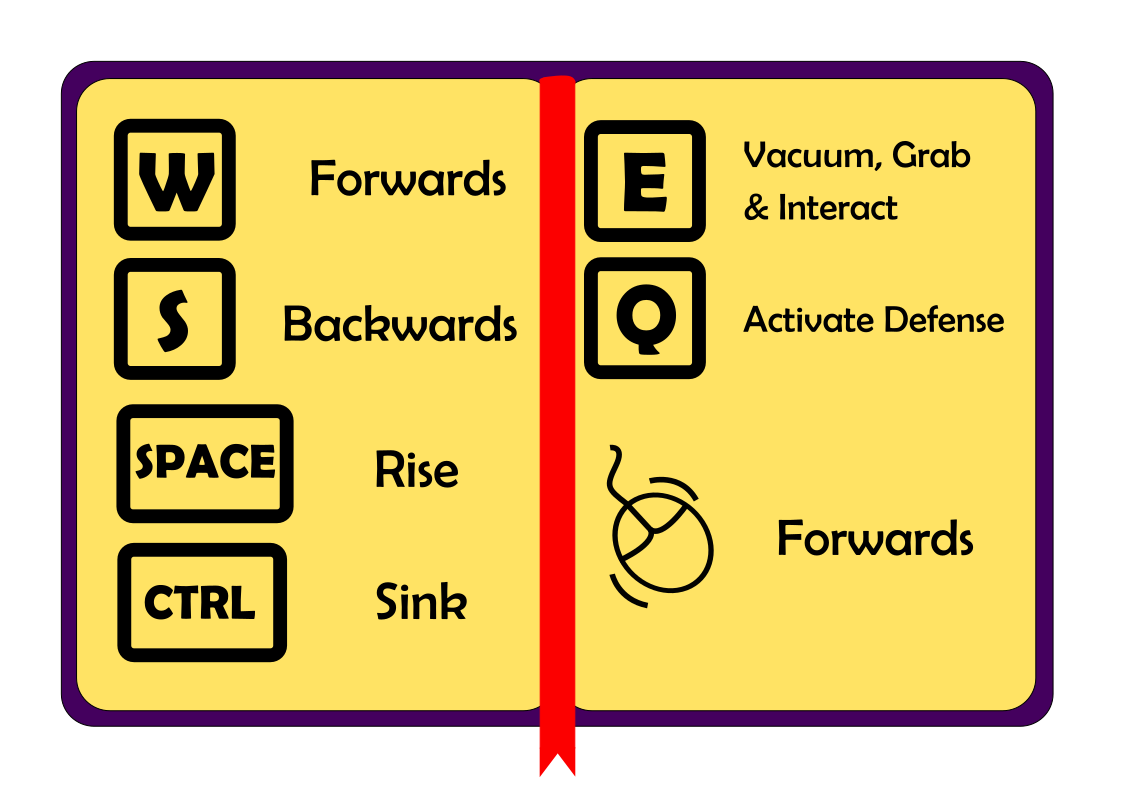 W
Forwards
S
Backwards
SPACE
Rise
CTRL
Sink
E
Vacuum, Grab
& Interact
Q
Activate Defense
Forwards